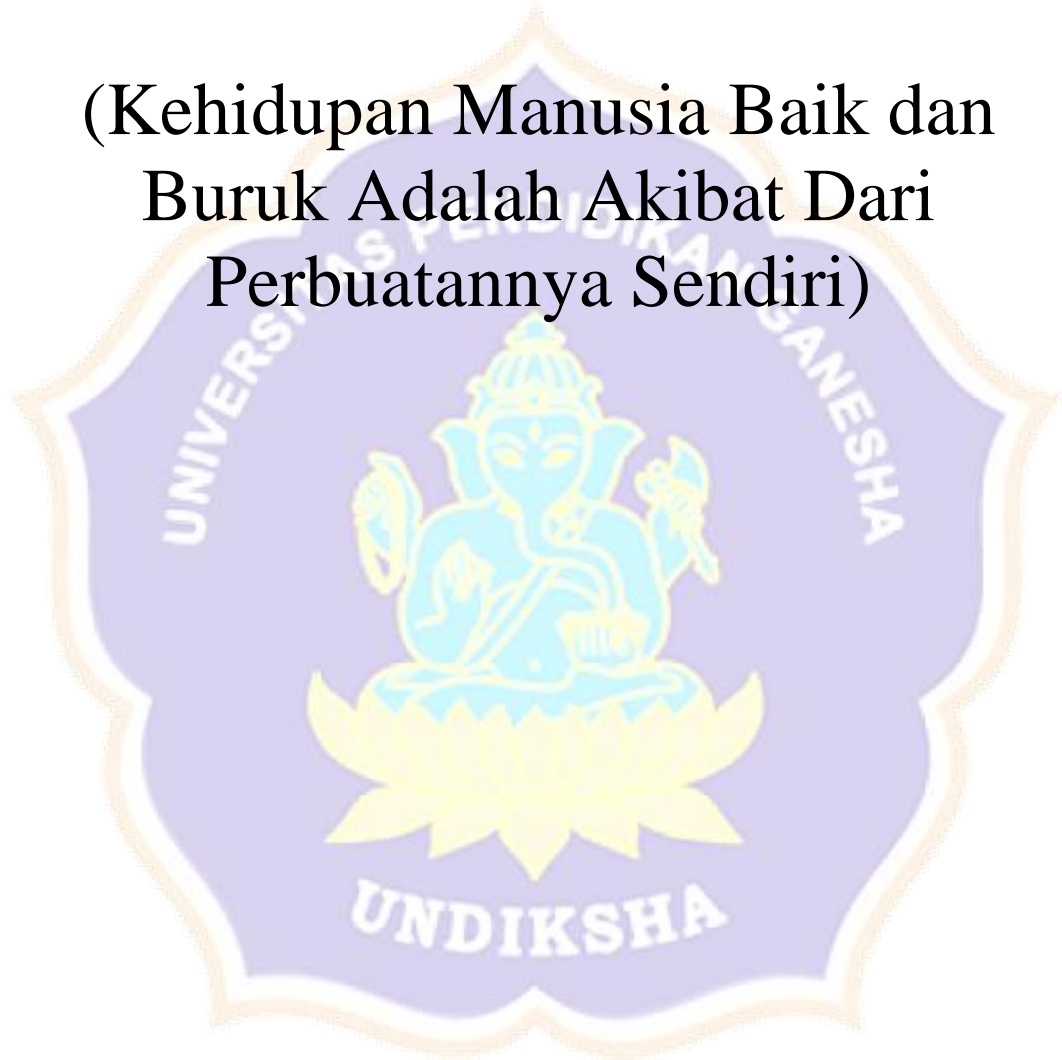 (Kehidupan Manusia Baik dan
Buruk Adalah Akibat Dari
Perbuatannya Sendiri)
UNIVERSITAS PENDIDIKAN GANESHA
UNDIKSHA